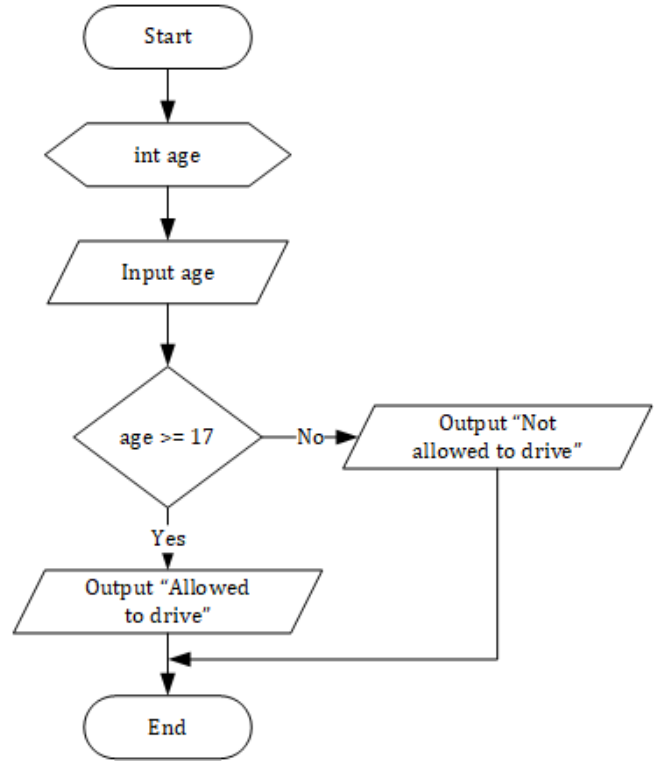 Start
int age
Input age
age >= 17
No
Output “Not
allowed to drive”
Yes
Output “Allowed
to drive”
End